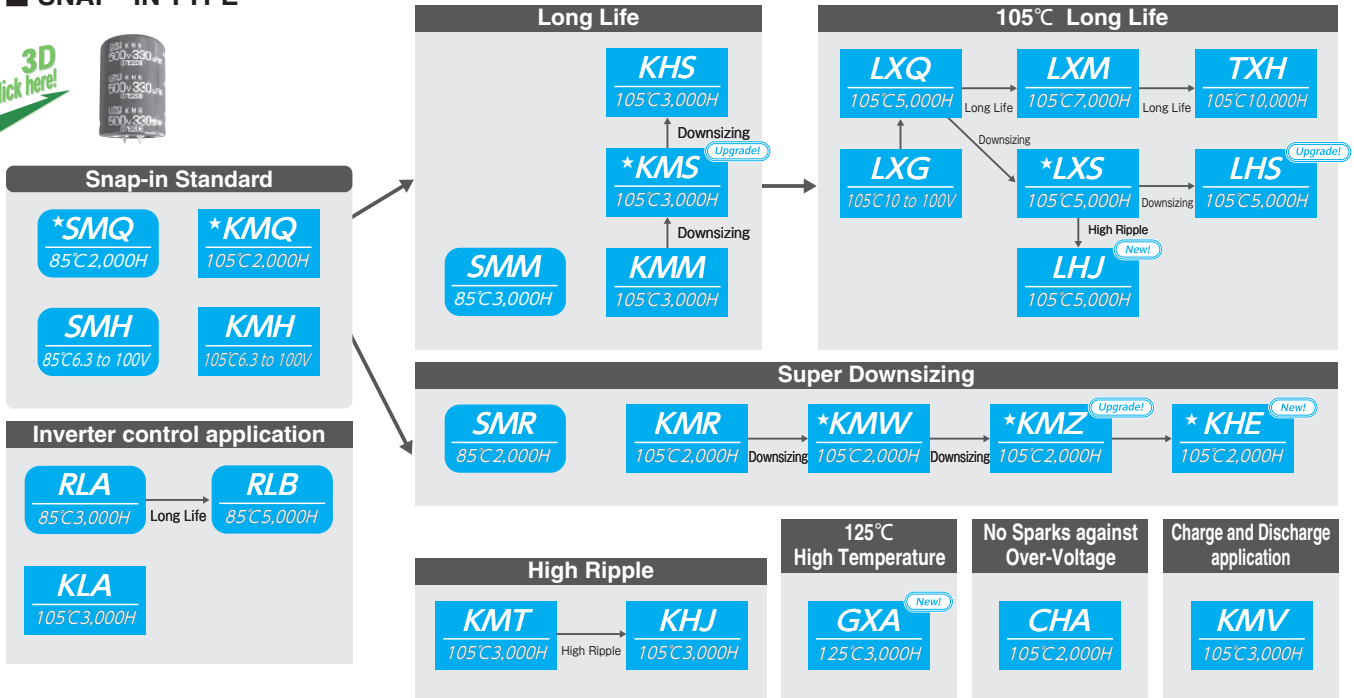 ■ SNAP-IN TYPE
3D
click here!
500V330µF
500V330µF
500V330µF
Snap-in Standard
★SMQ
85℃2,000H
★KMQ
105℃2,000H
SMH
85℃6.3 to 100V
KMH
105℃6.3 to 100V
Inverter control application
RLA
85℃3,000H
Long Life
RLB
85℃5,000H
KLA
105℃3,000H
Long Life
KHS
105℃3,000H
Downsizing
Upgrade!
★KMS
105℃3,000H
Downsizing
SMM
85℃3,000H
KMM
105℃3,000H
105℃ Long Life
LXQ
105℃5,000H
Long Life
LXM
105℃7,000H
Long Life
TXH
105℃10,000H
Downsizing
LXG
105℃10 to 100V
★LXS
105℃5,000H
Downsizing
Upgrade!
LHS
105℃5,000H
High Ripple
New!
LHJ
105℃5,000H
Super Downsizing
SMR
85℃2,000H
KMR
105℃2,000H
Downsizing
★KMW
105℃2,000H
Downsizing
Upgrade!
★KMZ
105℃2,000H
New!
★KHE
105℃2,000H
High Ripple
KMT
105℃3,000H
High Ripple
KHJ
105℃3,000H
125℃
High Temperature
New!
GXA
125℃3,000H
No Sparks against
Over-Voltage
CHA
105℃2,000H
Charge and Discharge
application
KMV
105℃3,000H